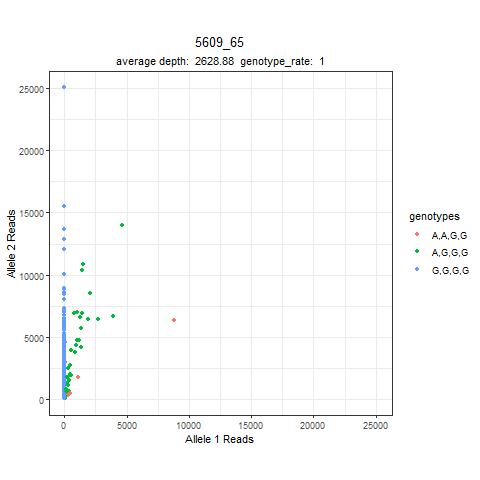 5609_65
average depth: 2628.88 genotype_rate: 1
25000
20000
15000
10000
5000
0
Allele 2 Reads
0 5000 10000 15000 20000 25000
Allele 1 Reads
genotypes
A,A,G,G
A,G,G,G
G,G,G,G